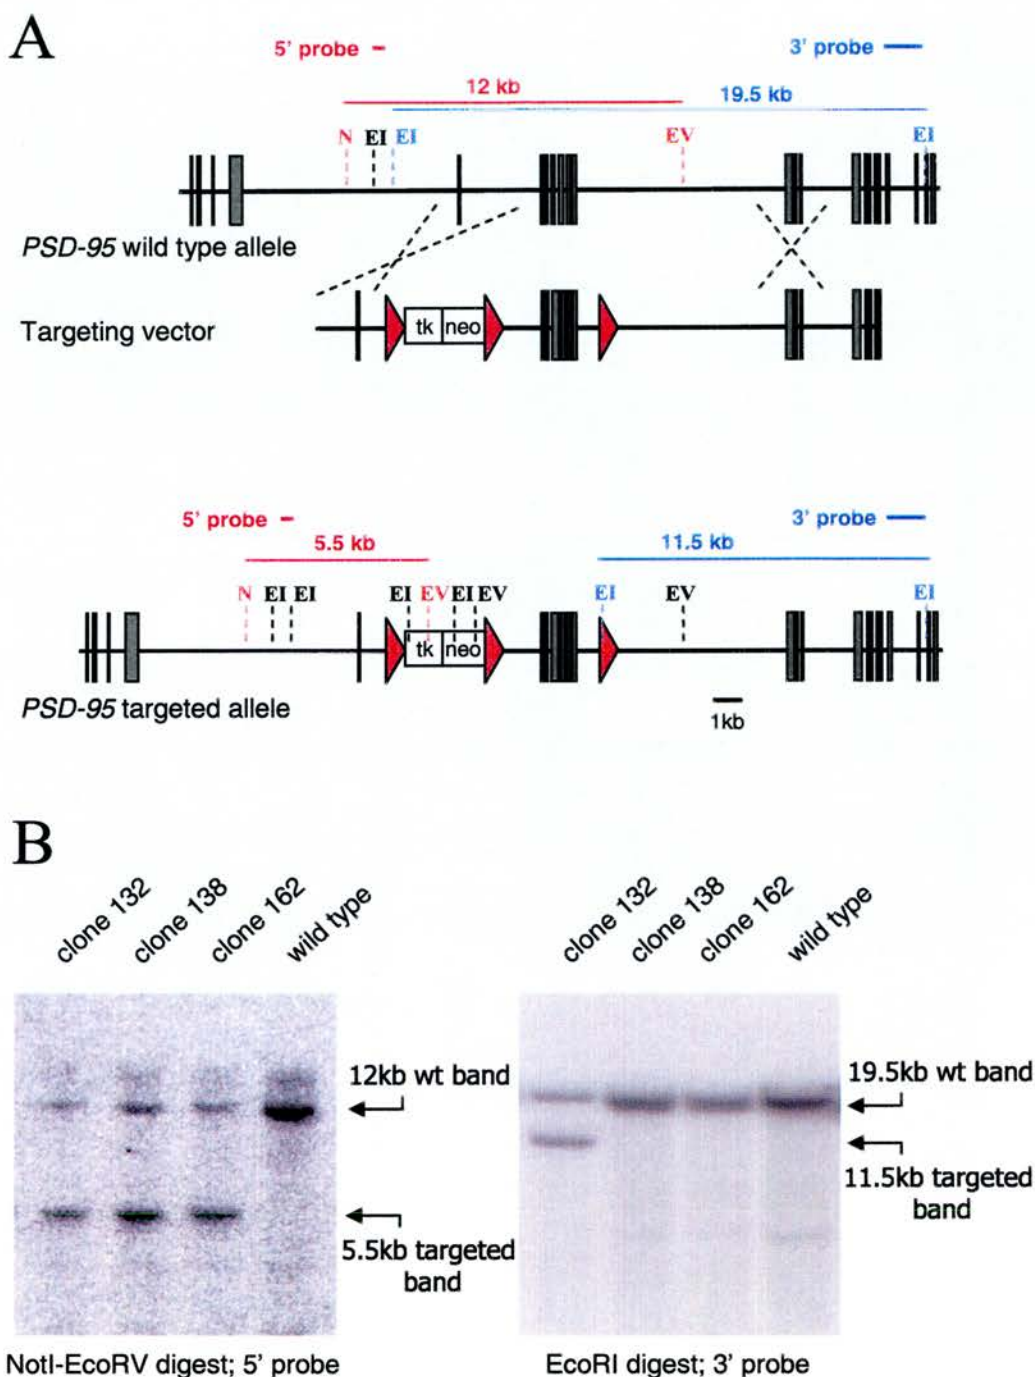 A
5' probe
3' probe
12 kb
19.5 kb
N EI EI EV EI
PSD-95 wild type allele
Targeting vector
tk neo
5' probe
3' probe
5.5 kb
11.5 kb
N EI EI EI EV EI EV EI EV EI
tk neo
PSD-95 targeted allele
1kb
B
clone 132
clone 138
clone 162
wild type
clone 132
clone 138
clone 162
wild type
12kb wt band
5.5kb targeted
band
19.5kb wt band
11.5kb targeted
band
NotI-EcoRV digest; 5' probe
EcoRI digest; 3' probe